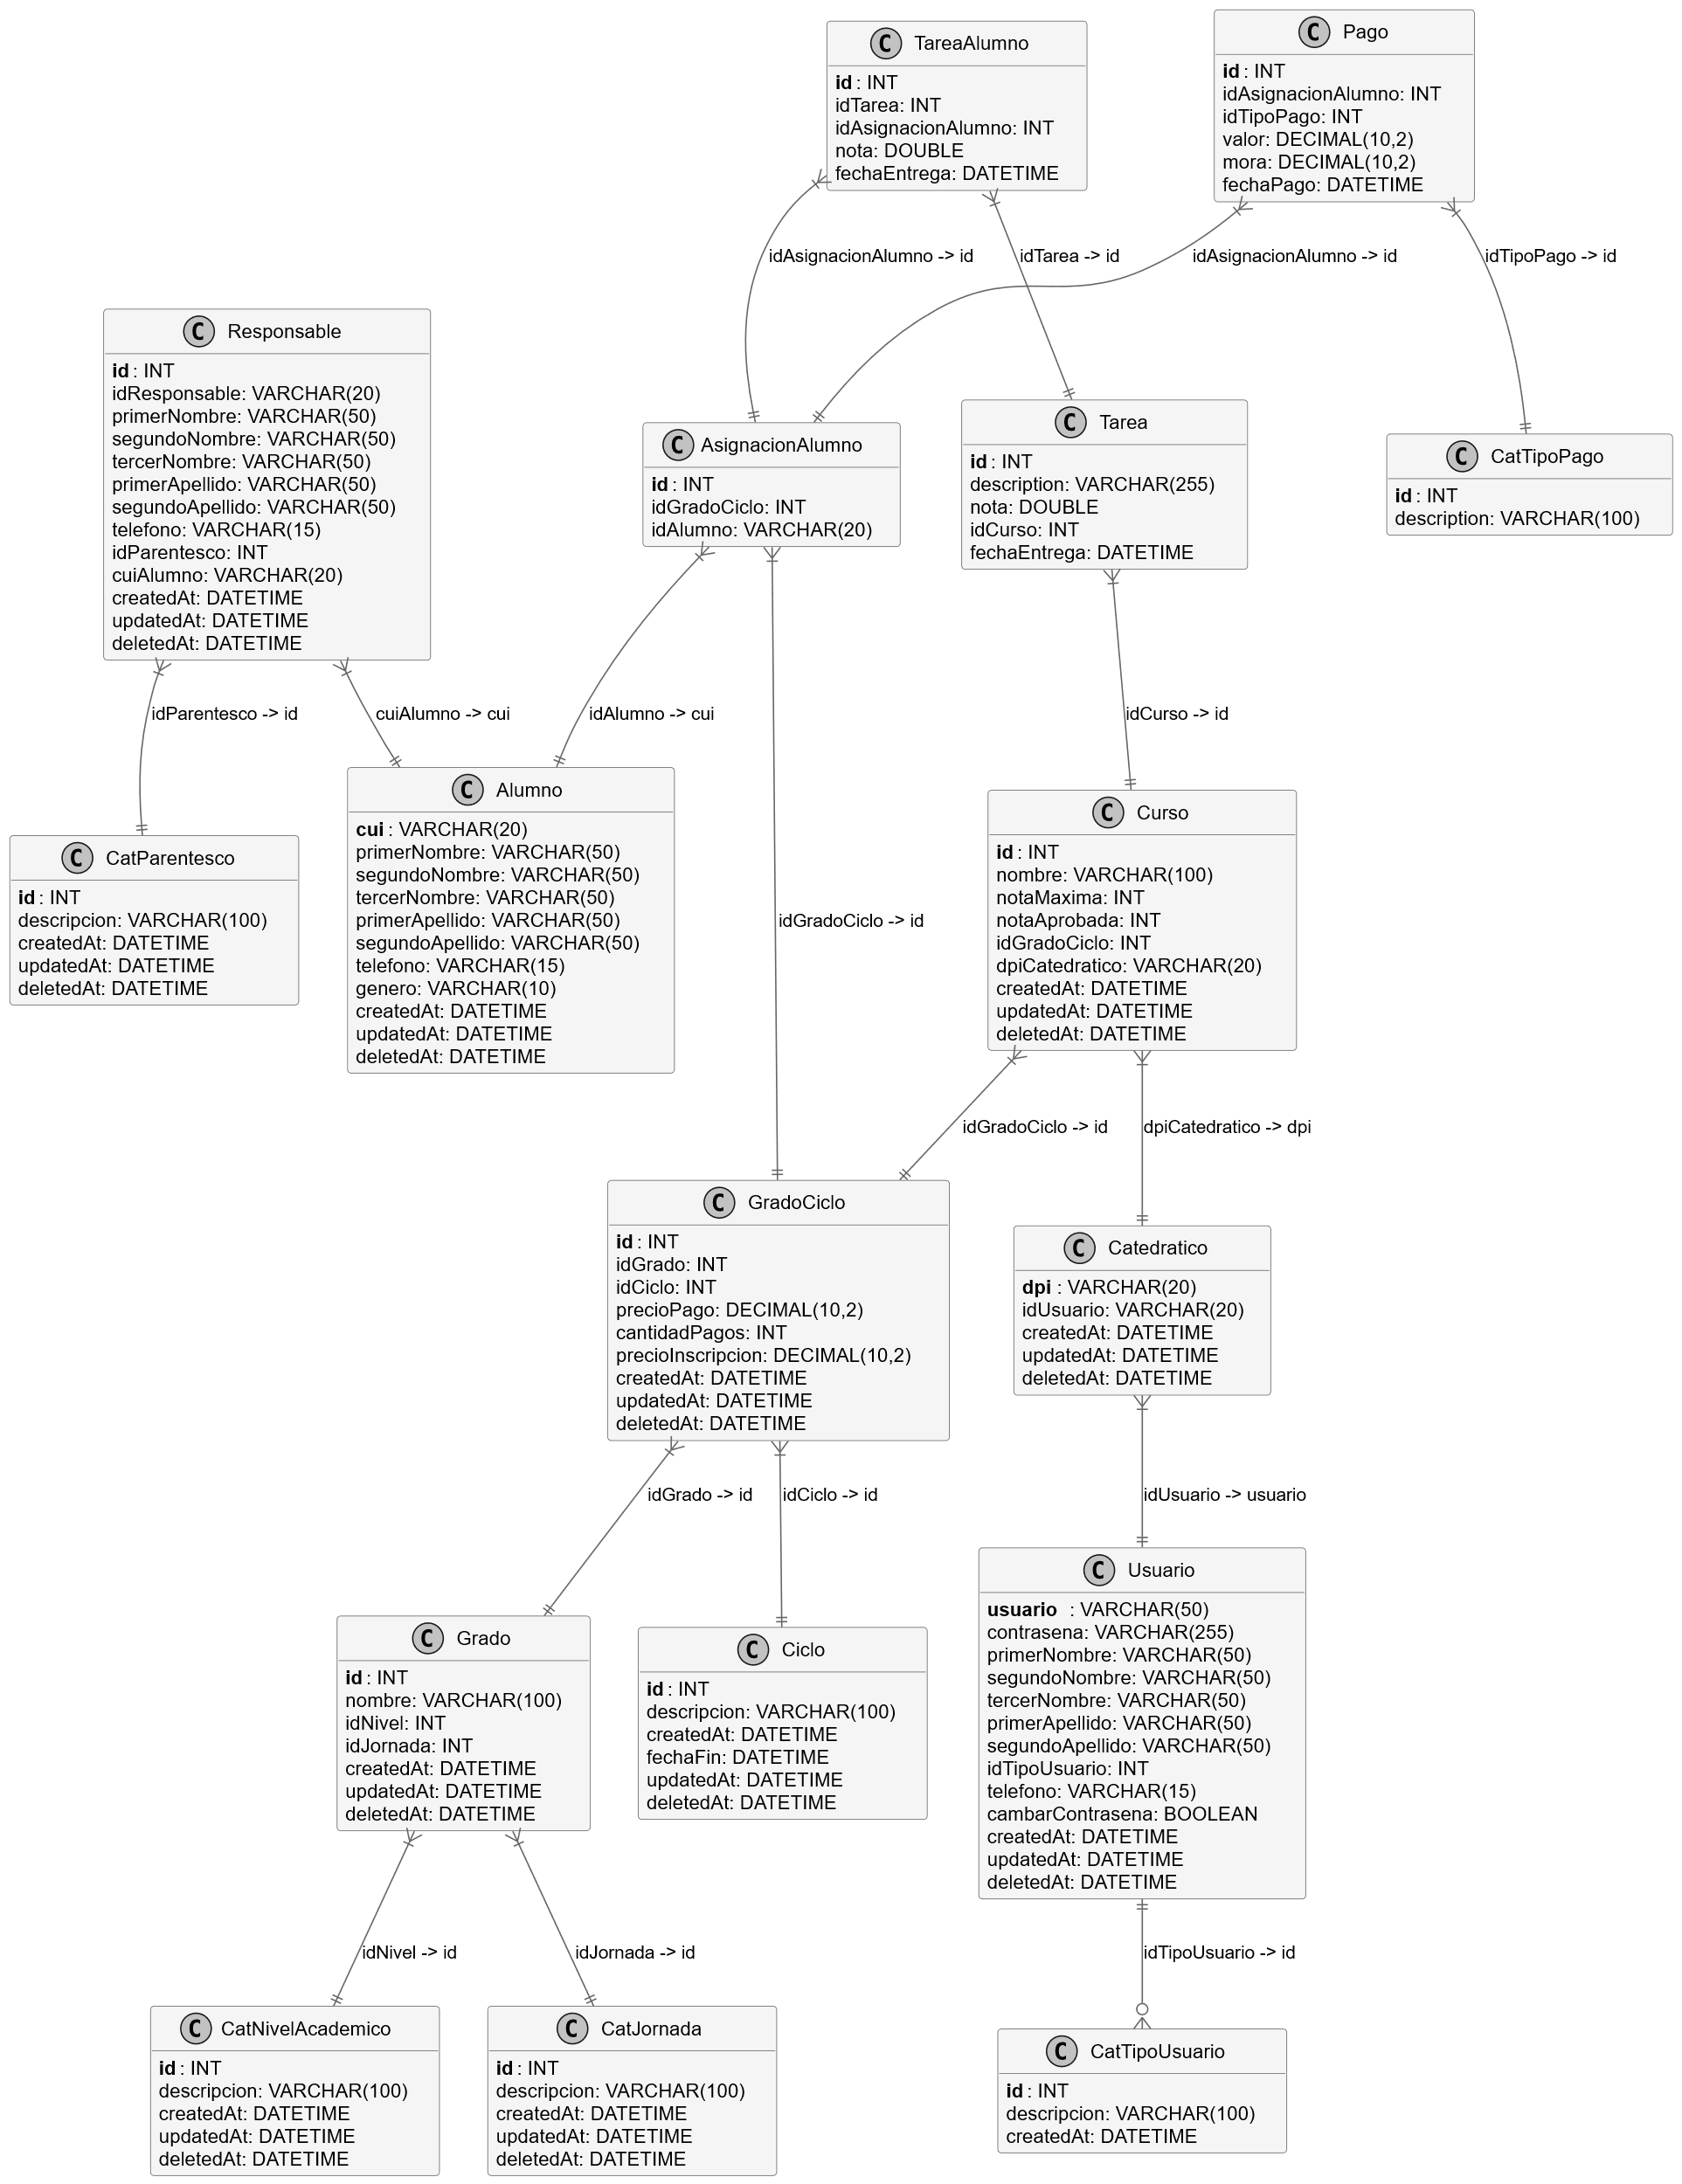 C TareaAlumno
id : INT
idTarea: INT
idAsignacionAlumno: INT
nota: DOUBLE
fechaEntrega: DATETIME
C Pago
id : INT
idAsignacionAlumno: INT
idTipoPago: INT
valor: DECIMAL(10,2)
mora: DECIMAL(10,2)
fechaPago: DATETIME
idAsignacionAlumno -> id
idTarea -> id
idAsignacionAlumno -> id
idTipoPago -> id
C Responsable
id : INT
idResponsable: VARCHAR(20)
primerNombre: VARCHAR(50)
segundoNombre: VARCHAR(50)
tercerNombre: VARCHAR(50)
primerApellido: VARCHAR(50)
segundoApellido: VARCHAR(50)
telefono: VARCHAR(15)
idParentesco: INT
cuiAlumno: VARCHAR(20)
createdAt: DATETIME
updatedAt: DATETIME
deletedAt: DATETIME
C AsignacionAlumno
id : INT
idGradoCiclo: INT
idAlumno: VARCHAR(20)
C Tarea
id : INT
description: VARCHAR(255)
nota: DOUBLE
idCurso: INT
fechaEntrega: DATETIME
C CatTipoPago
id : INT
description: VARCHAR(100)
idParentesco -> id
cuiAlumno -> cui
idAlumno -> cui
idCurso -> id
C CatParentesco
id : INT
descripcion: VARCHAR(100)
createdAt: DATETIME
updatedAt: DATETIME
deletedAt: DATETIME
C Alumno
cui : VARCHAR(20)
primerNombre: VARCHAR(50)
segundoNombre: VARCHAR(50)
tercerNombre: VARCHAR(50)
primerApellido: VARCHAR(50)
segundoApellido: VARCHAR(50)
telefono: VARCHAR(15)
genero: VARCHAR(10)
createdAt: DATETIME
updatedAt: DATETIME
deletedAt: DATETIME
idGradoCiclo -> id
C Curso
id : INT
nombre: VARCHAR(100)
notaMaxima: INT
notaAprobada: INT
idGradoCiclo: INT
dpiCatedratico: VARCHAR(20)
createdAt: DATETIME
updatedAt: DATETIME
deletedAt: DATETIME
idGradoCiclo -> id
dpiCatedratico -> dpi
C GradoCiclo
id : INT
idGrado: INT
idCiclo: INT
precioPago: DECIMAL(10,2)
cantidadPagos: INT
precioInscripcion: DECIMAL(10,2)
createdAt: DATETIME
updatedAt: DATETIME
deletedAt: DATETIME
C Catedratico
dpi : VARCHAR(20)
idUsuario: VARCHAR(20)
createdAt: DATETIME
updatedAt: DATETIME
deletedAt: DATETIME
idGrado -> id
idCiclo -> id
idUsuario -> usuario
C Grado
id : INT
nombre: VARCHAR(100)
idNivel: INT
idJornada: INT
createdAt: DATETIME
updatedAt: DATETIME
deletedAt: DATETIME
C Ciclo
id : INT
descripcion: VARCHAR(100)
createdAt: DATETIME
fechaFin: DATETIME
updatedAt: DATETIME
deletedAt: DATETIME
C Usuario
usuario : VARCHAR(50)
contrasena: VARCHAR(255)
primerNombre: VARCHAR(50)
segundoNombre: VARCHAR(50)
tercerNombre: VARCHAR(50)
primerApellido: VARCHAR(50)
segundoApellido: VARCHAR(50)
idTipoUsuario: INT
telefono: VARCHAR(15)
cambarContrasena: BOOLEAN
createdAt: DATETIME
updatedAt: DATETIME
deletedAt: DATETIME
idNivel -> id
idJornada -> id
idTipoUsuario -> id
C CatNivelAcademico
id : INT
descripcion: VARCHAR(100)
createdAt: DATETIME
updatedAt: DATETIME
deletedAt: DATETIME
C CatJornada
id : INT
descripcion: VARCHAR(100)
createdAt: DATETIME
updatedAt: DATETIME
deletedAt: DATETIME
C CatTipoUsuario
id : INT
descripcion: VARCHAR(100)
createdAt: DATETIME